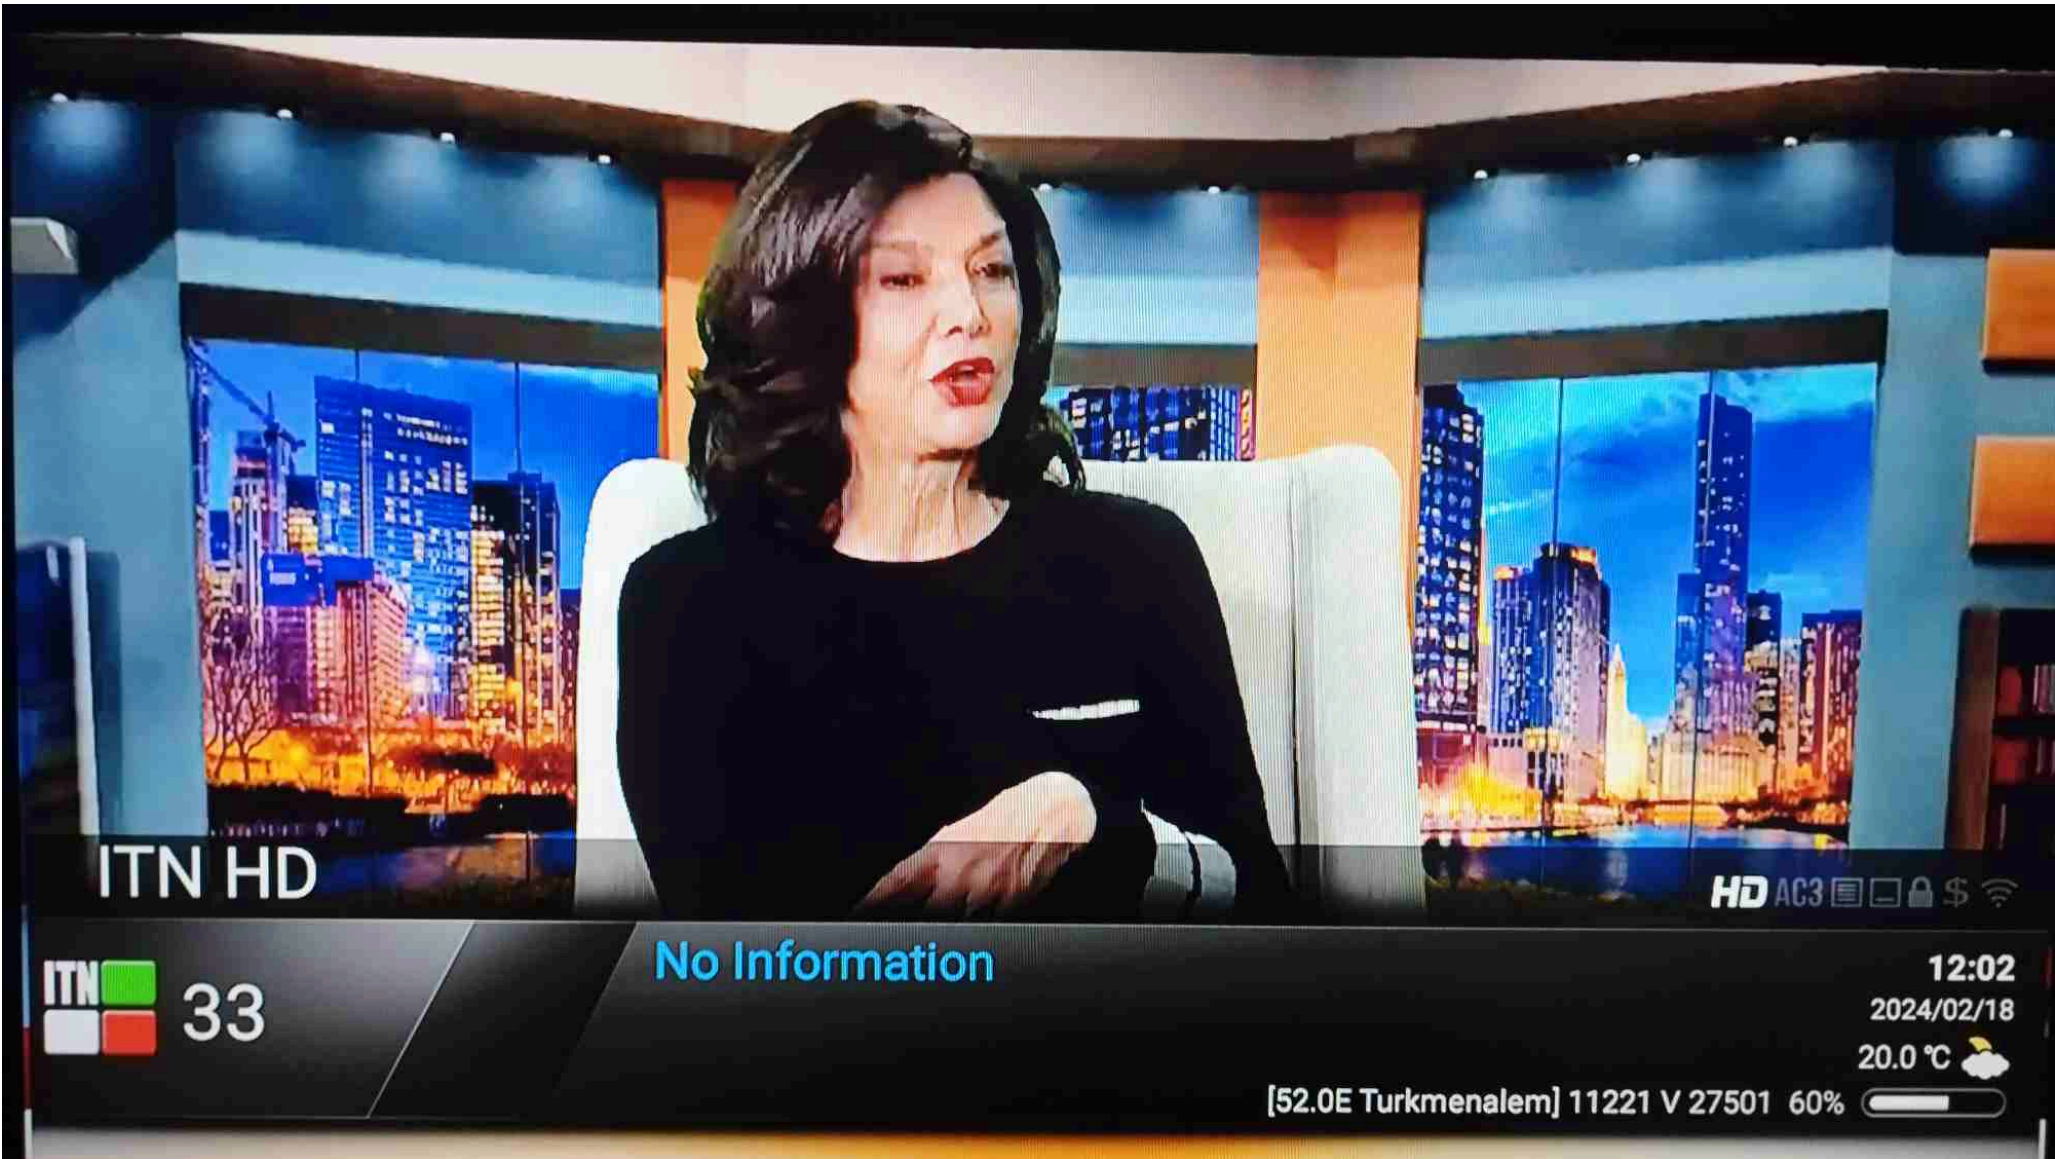 ITN HD
HD AC3 $
ITN
33
No Information
12:02
2024/02/18
20.0 °C
[52.0E Turkmenalem] 11221 V 27501 60%